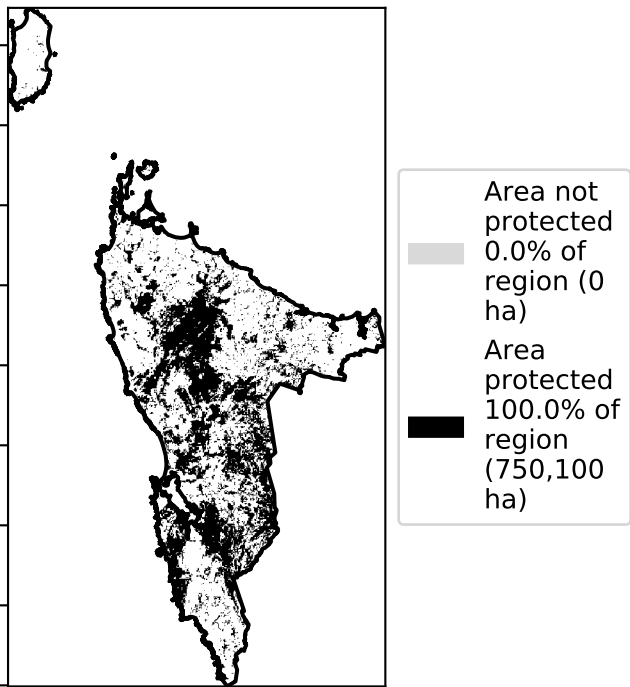 Area not
protected
0.0% of
region (0
ha)
Area
protected
100.0% of
region
(750,100
ha)